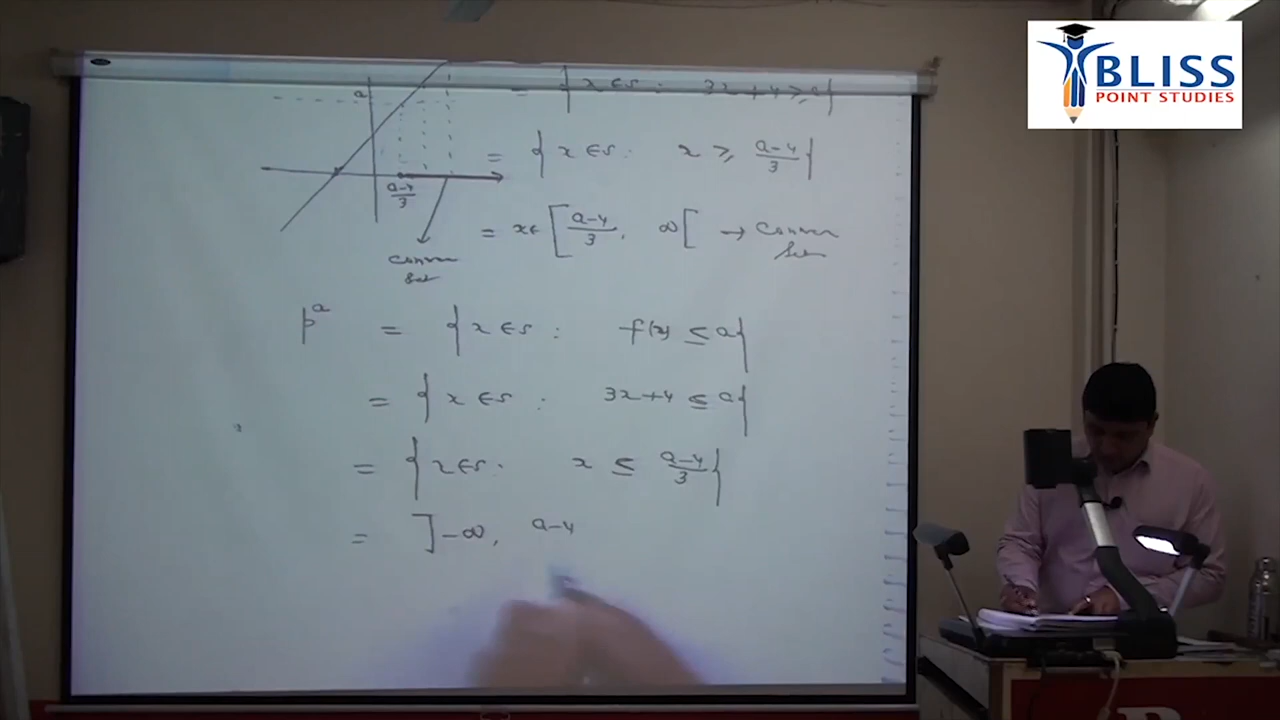 BLISS
POINT STUDIES
a
= { x ∈ S : 3x + 4 ≥ a }
= { x ∈ S : x ≥ a-4/3 }
a-4/3
= x ∈ [ a-4/3 , ∞ [ → Convex Set
Convex
Set
p^a = { x ∈ S : f(x) ≤ a }
= { x ∈ S : 3x+4 ≤ a }
= { x ∈ S : x ≤ a-4/3 }
= ] -∞, a-4